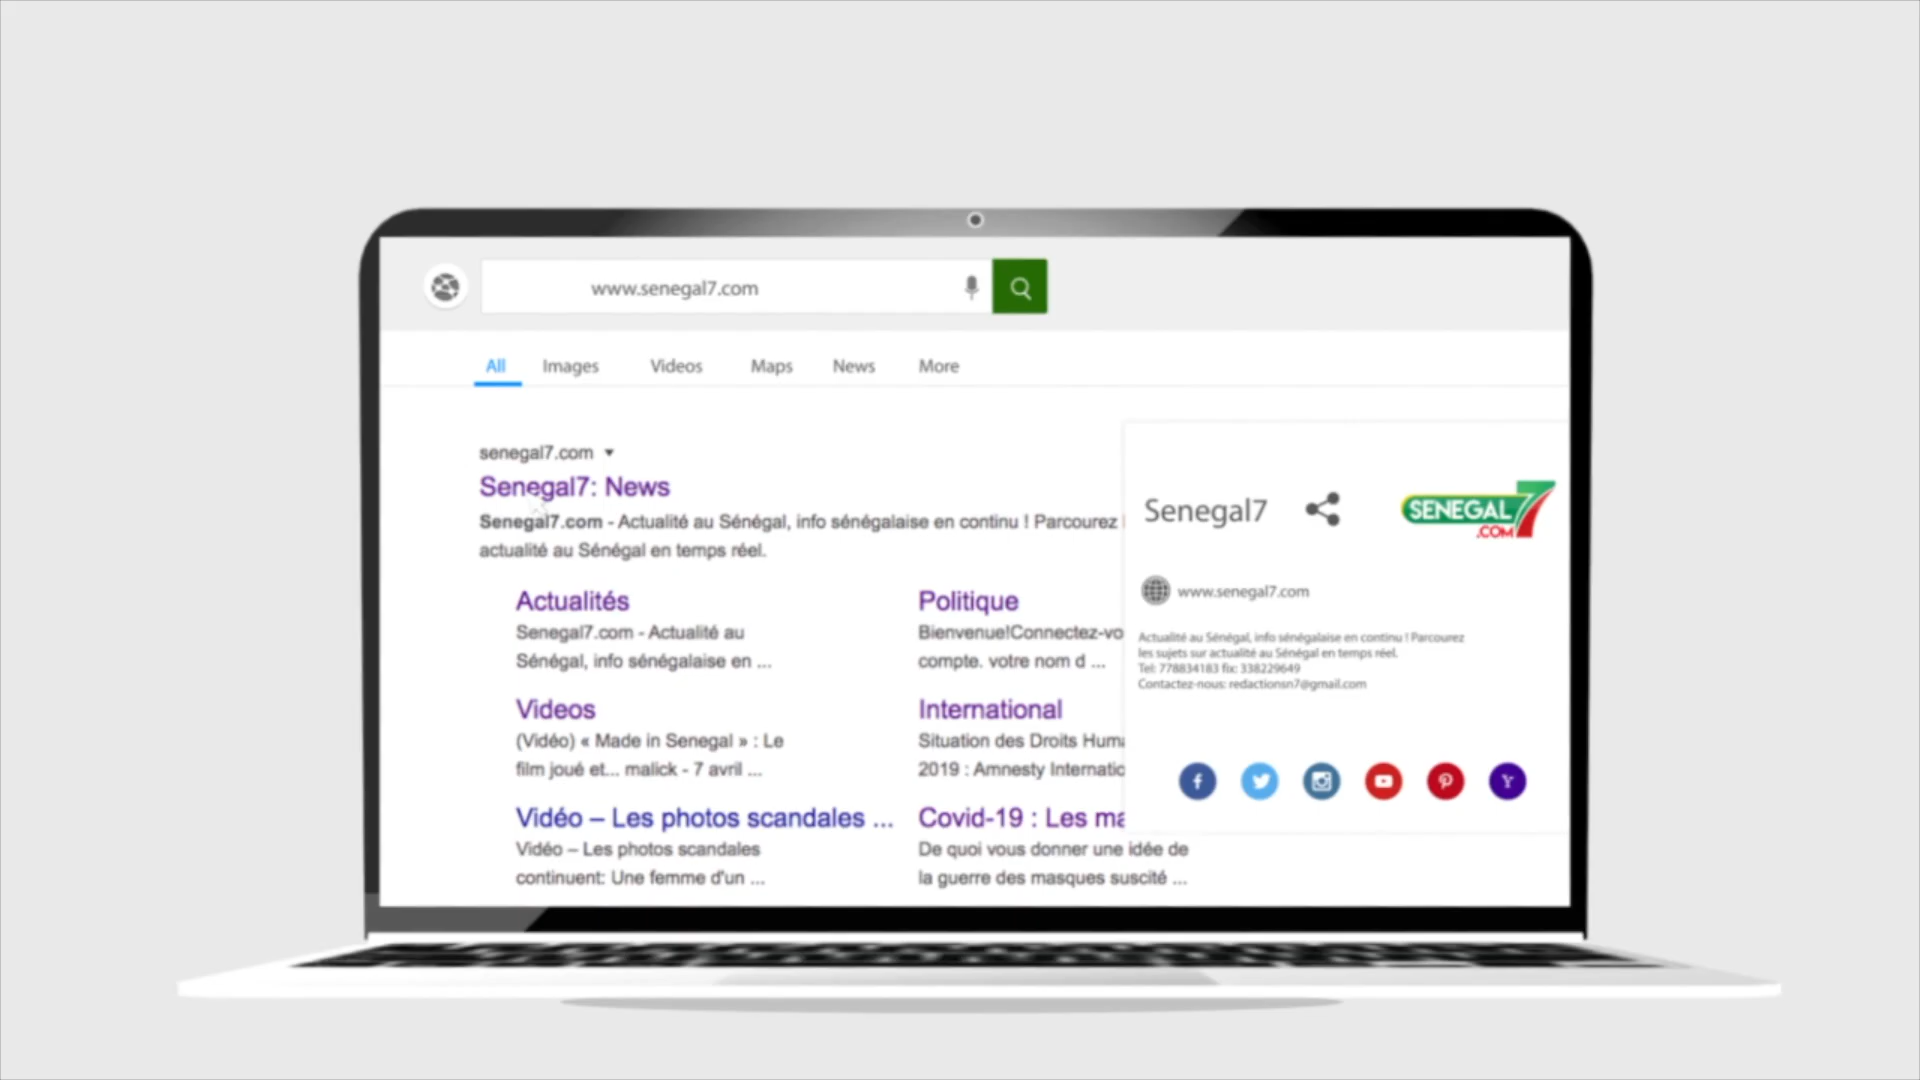 www.senegal7.com
All Images Videos Maps News More
senegal7.com
Senegal7: News
Senegal7.com - Actualité au Sénégal, info sénégalaise en continu ! Parcourez
actualité au Sénégal en temps réel.
Actualités
Senegal7.com - Actualité au
Sénégal, info sénégalaise en ...
Politique
Bienvenue!Connectez-vo
compte. votre nom d ...
Videos
(Vidéo) « Made in Senegal » : Le
film joué et... malick - 7 avril ...
International
Situation des Droits Huma
2019 : Amnesty Internatio
Vidéo – Les photos scandales ...
Vidéo – Les photos scandales
continuent: Une femme d'un ...
Covid-19 : Les ma
De quoi vous donner une idée de
la guerre des masques suscité ...
Senegal7
SENEGAL7
.COM
www.senegal7.com
Actualité au Sénégal, info sénégalaise en continu ! Parcourez
les sujets sur actualité au Sénégal en temps réel.
Tel: 778834183 fix: 338229649
Contactez-nous: redactionsn7@gmail.com